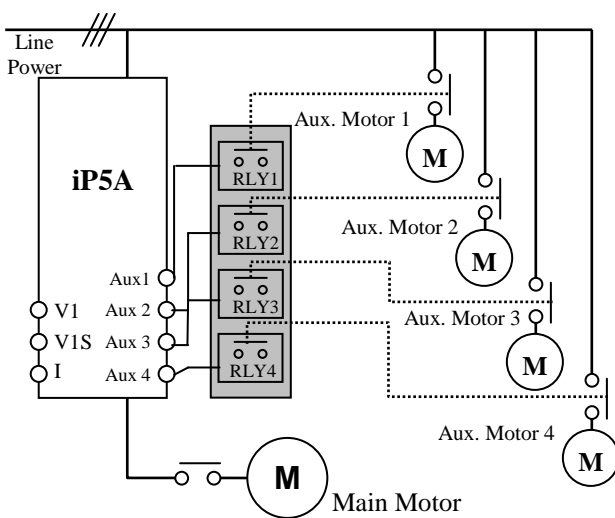 Line
Power
iP5A
Aux1
Aux 2
Aux 3
Aux 4
V1
V1S
I
RLY1
RLY2
RLY3
RLY4
Aux. Motor 1
M
Aux. Motor 2
M
Aux. Motor 3
M
Aux. Motor 4
M
M
Main Motor